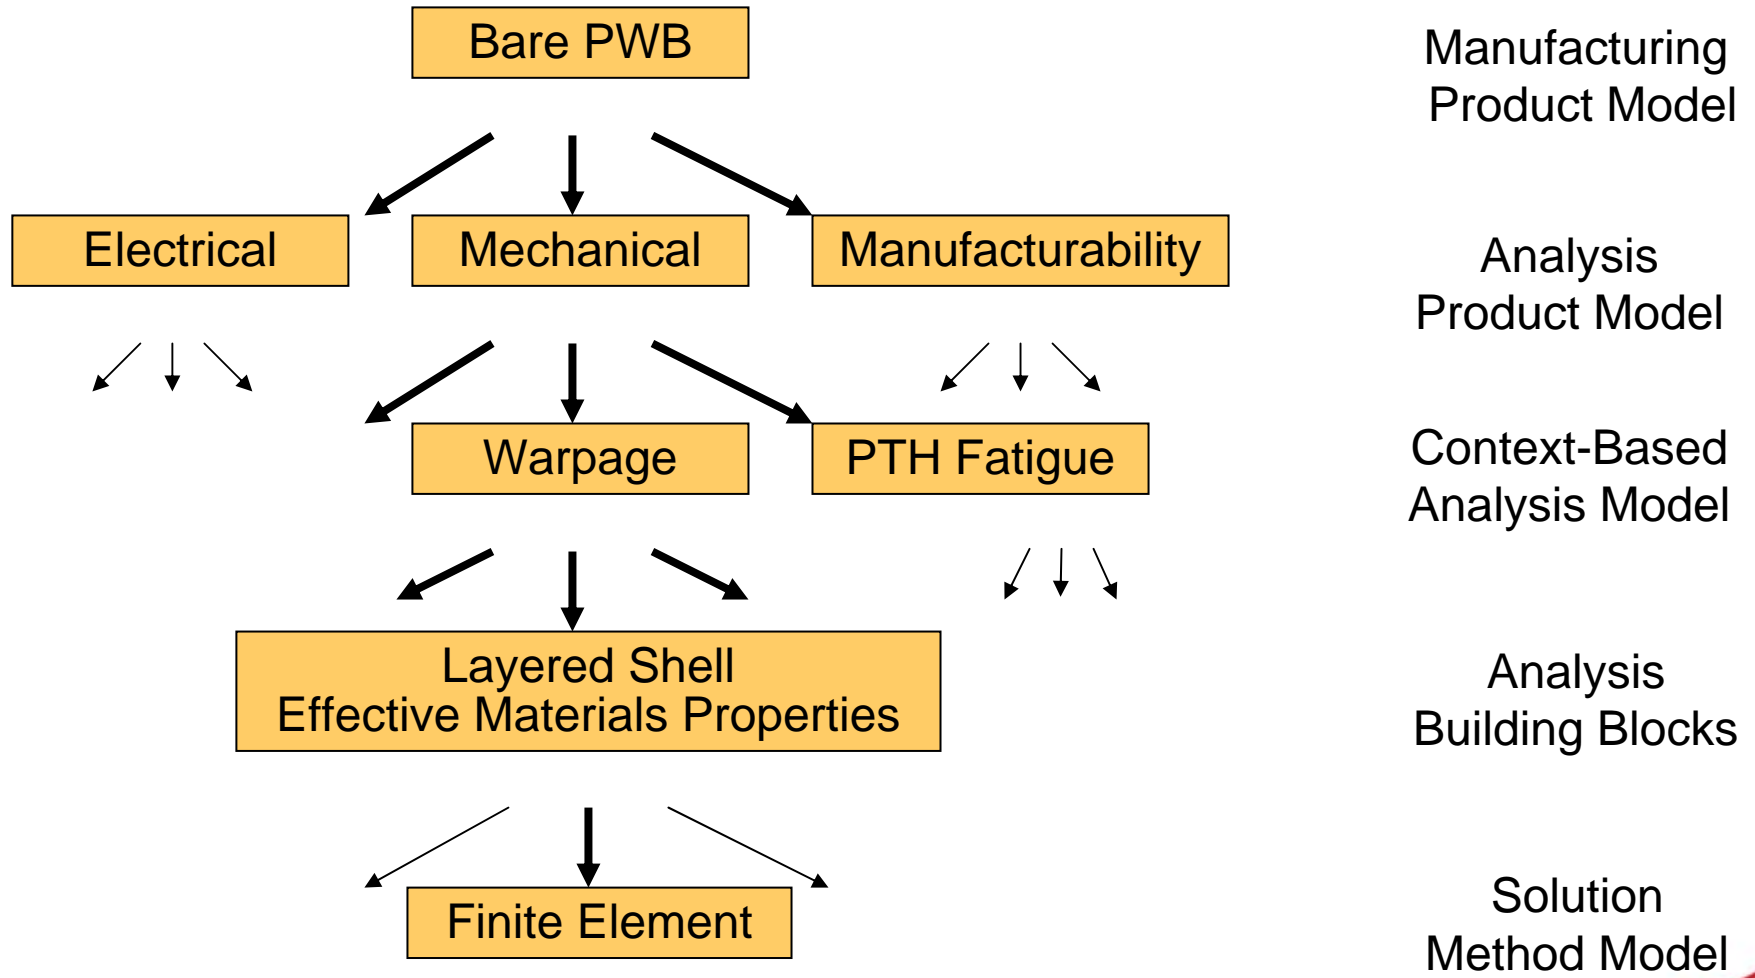 Bare PWB
Manufacturing
Product Model
Electrical
Mechanical
Manufacturability
Analysis
Product Model
Warpage
PTH Fatigue
Context-Based
Analysis Model
Layered Shell
Effective Materials Properties
Analysis
Building Blocks
Finite Element
Solution
Method Model